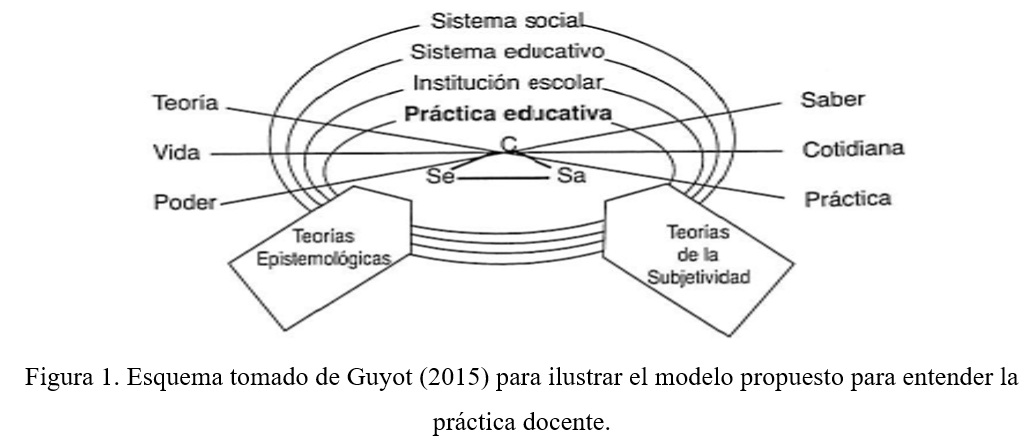 Sistema social
Sistema educativo
Institución escolar
Práctica educativa
Teoría
Saber
C
Vida
Cotidiana
Se
Sa
Poder
Práctica
Teorías
Epistemológicas
Teorías
de la
Subjetividad
Figura 1. Esquema tomado de Guyot (2015) para ilustrar el modelo propuesto para entender la
práctica docente.